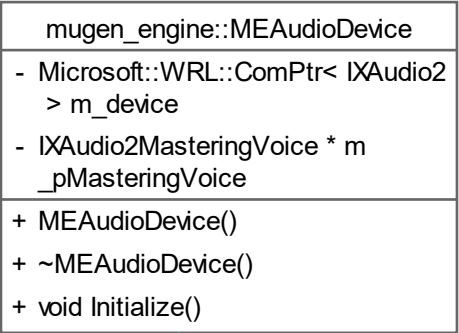 mugen_engine::MEAudioDevice
- Microsoft::WRL::ComPtr< IXAudio2
> m_device
- IXAudio2MasteringVoice * m
_pMasteringVoice
+ MEAudioDevice()
+ ~MEAudioDevice()
+ void Initialize()